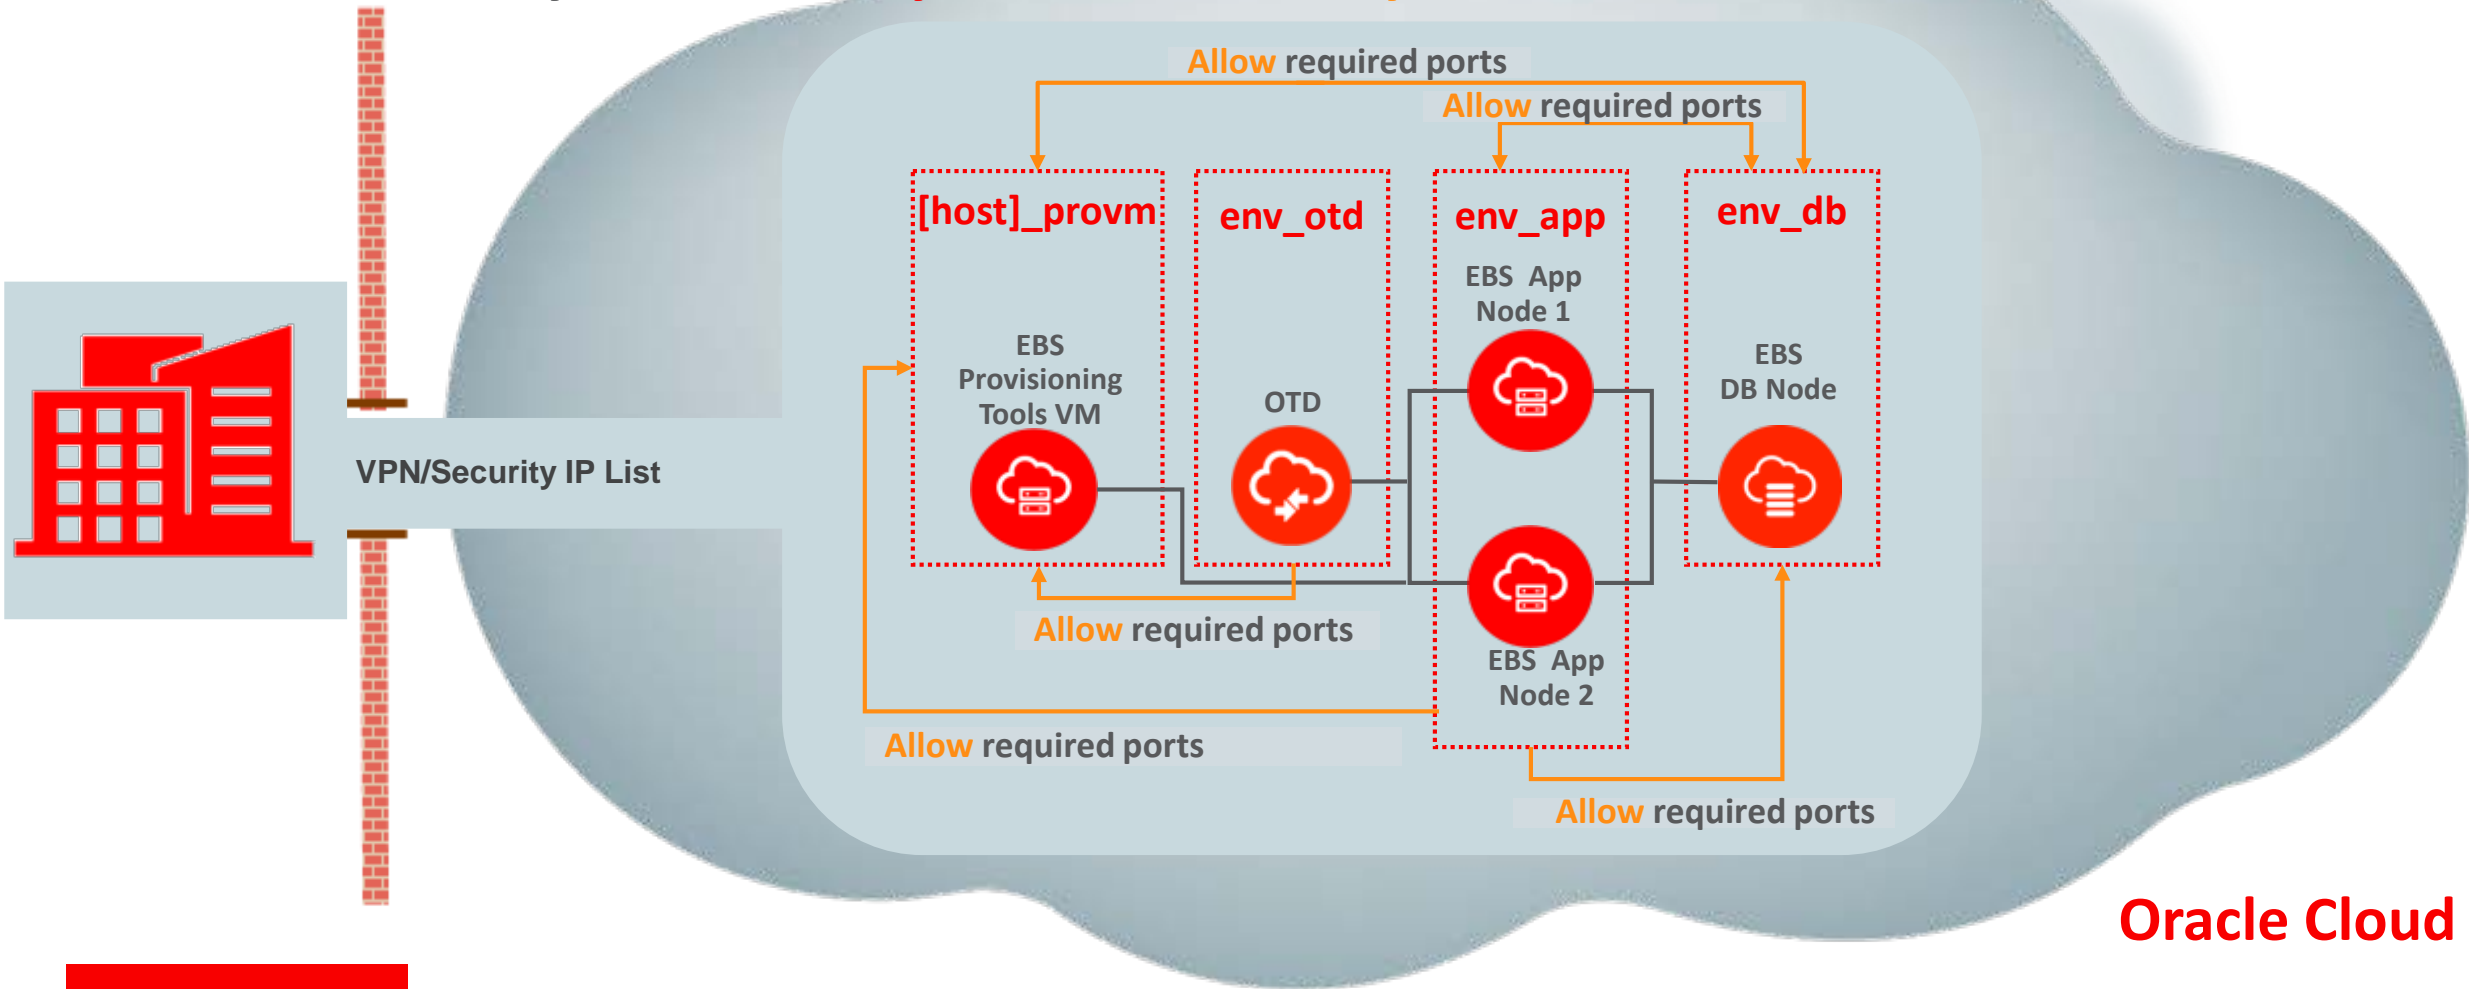 Allow required ports
Allow required ports
[host]_provm
env_otd
env_app
env_db
EBS App
Node 1
EBS
Provisioning
Tools VM
EBS
DB Node
OTD
VPN/Security IP List
Allow required ports
EBS App
Node 2
Allow required ports
Allow required ports
Oracle Cloud